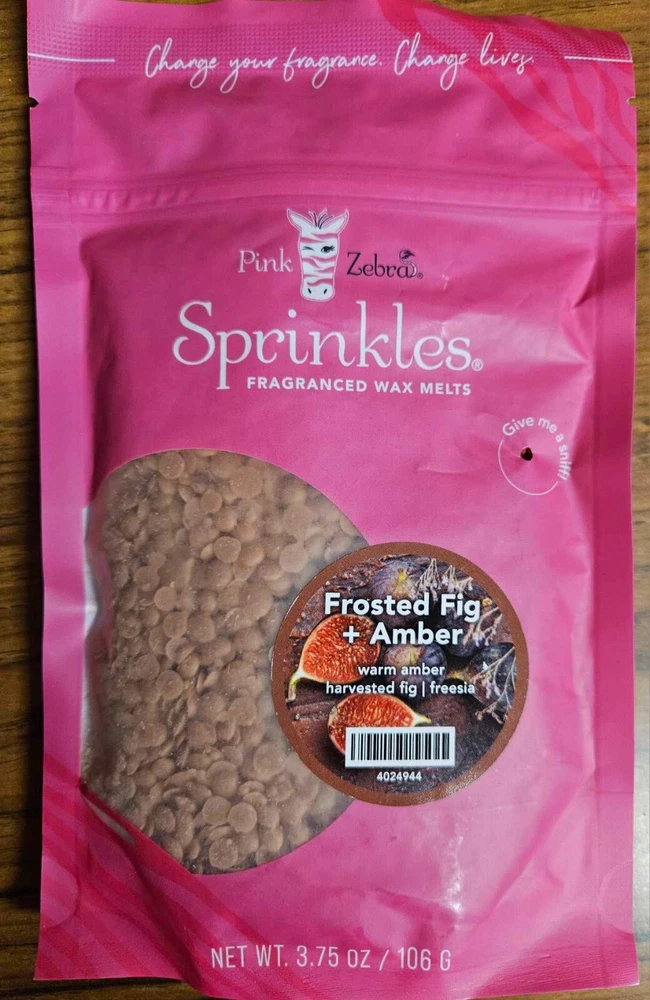 Change your fragrance. Change lives.
Pink Zebra®
Sprinkles®
FRAGRANCED WAX MELTS
Give me a sniff!
Frosted Fig
+ Amber
warm amber
harvested fig | freesia
4024944
NET WT. 3.75 OZ / 106 G